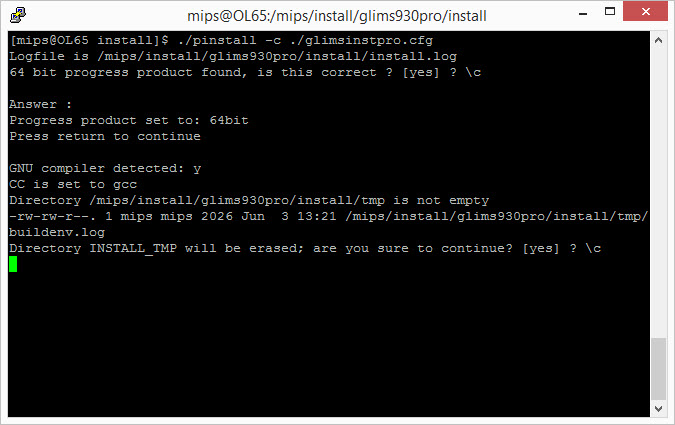 mips@OL65:/mips/install/glims930pro/install
[mips@OL65 install]$ ./pinstall -c ./glimsinstpro.cfg
Logfile is /mips/install/glims930pro/install/install.log
64 bit progress product found, is this correct ? [yes] ? \c
Answer :
Progress product set to: 64bit
Press return to continue
GNU compiler detected: y
CC is set to gcc
Directory /mips/install/glims930pro/install/tmp is not empty
-rw-rw-r--. 1 mips mips 2026 Jun  3 13:21 /mips/install/glims930pro/install/tmp/
buildenv.log
Directory INSTALL_TMP will be erased; are you sure to continue? [yes] ? \c